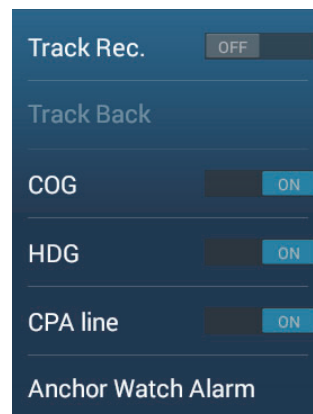 Track Rec. OFF
Track Back
COG ON
HDG ON
CPA line ON
Anchor Watch Alarm